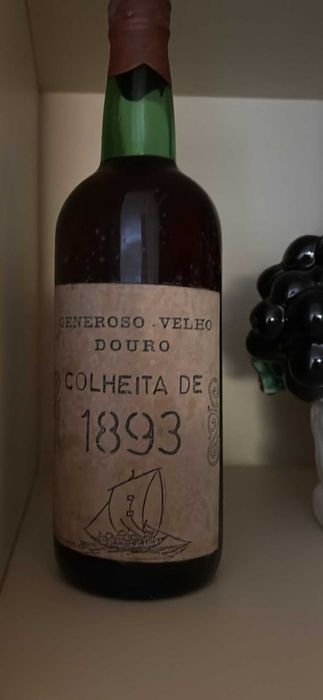 GENEROSO . VELHO
DOURO
COLHEITA DE
1893